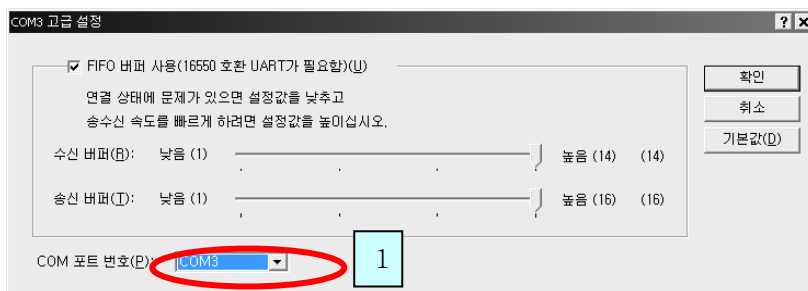 COM3 고급 설정
FIFO 버퍼 사용(16550 호환 UART가 필요함)(U)
연결 상태에 문제가 있으면 설정값을 낮추고
송수신 속도를 빠르게 하려면 설정값을 높이십시오.
수신 버퍼(R): 낮음 (1) 높음 (14) (14)
송신 버퍼(T): 낮음 (1) 높음 (16) (16)
COM 포트 번호(P): COM3
1
확인
취소
기본값(D)